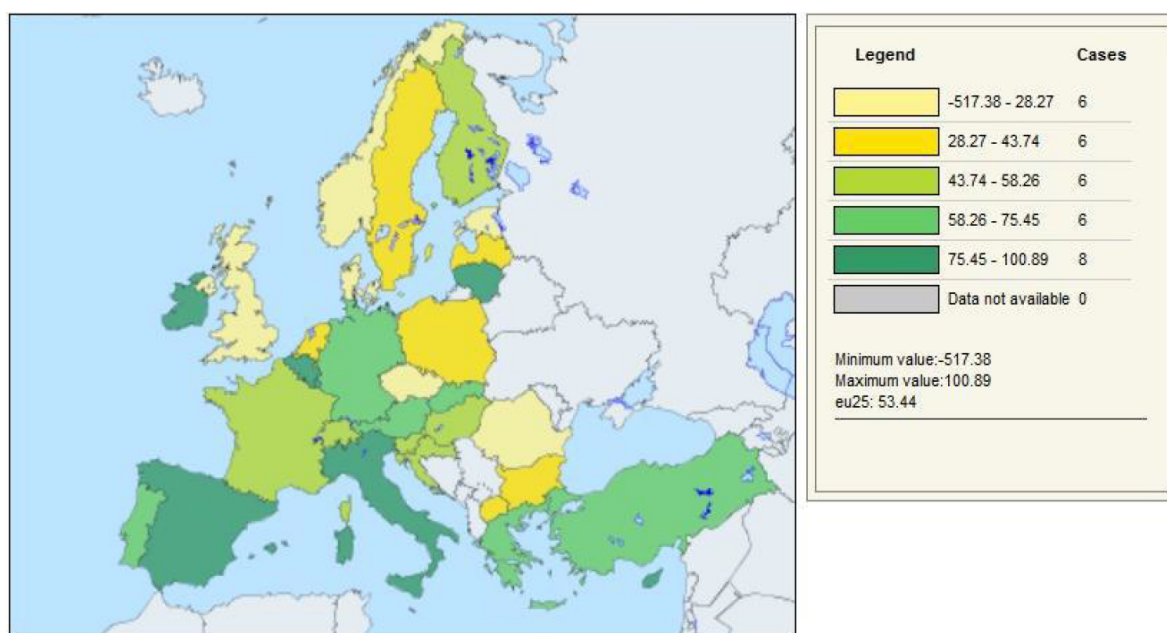 Legend Cases
-517.38 - 28.27 6
28.27 - 43.74 6
43.74 - 58.26 6
58.26 - 75.45 6
75.45 - 100.89 8
Data not available 0
Minimum value:-517.38
Maximum value:100.89
eu25: 53.44